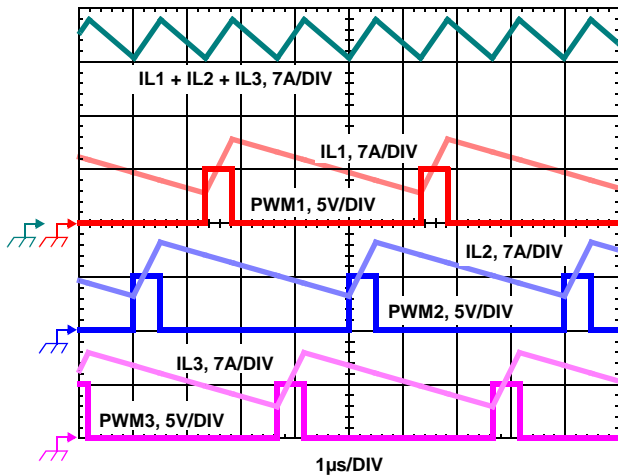 IL1 + IL2 + IL3, 7A/DIV
IL1, 7A/DIV
PWM1, 5V/DIV
IL2, 7A/DIV
PWM2, 5V/DIV
IL3, 7A/DIV
PWM3, 5V/DIV
1µs/DIV